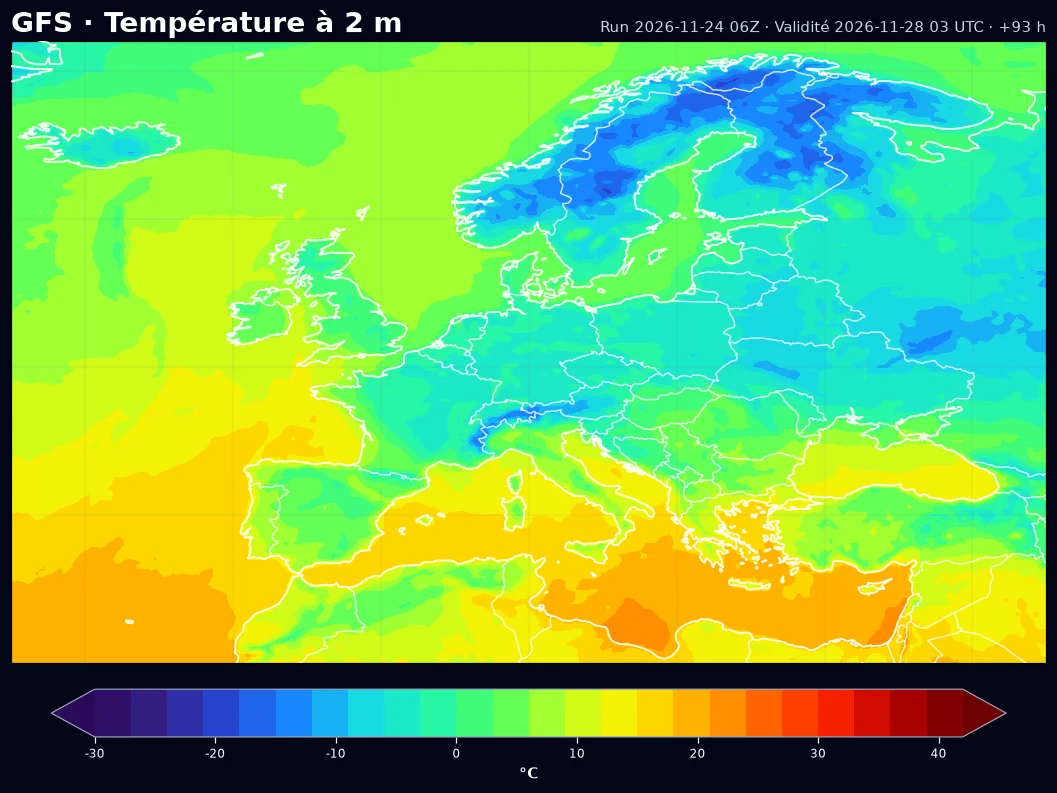 GFS · Température à 2 m
Run 2026-11-24 06Z · Validité 2026-11-28 03 UTC · +93 h
-30 -20 -10 0 10 20 30 40
°C